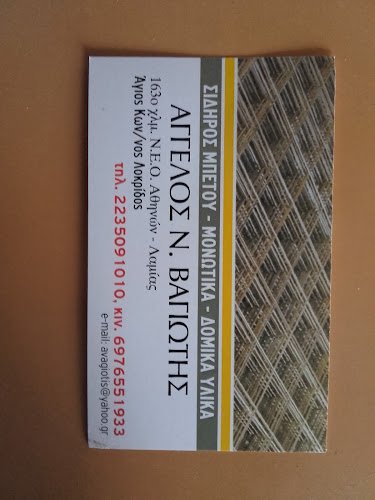 ΣΙΔΗΡΟΣ ΜΠΕΤΟΥ - ΜΟΝΩΤΙΚΑ - ΔΟΜΙΚΑ ΥΛΙΚΑ
ΑΓΓΕΛΟΣ Ν. ΒΑΓΙΩΤΗΣ
163ο χλμ. Ν.Ε.Ο. Αθηνών - Λαμίας
Άγιος Κων/νος Λοκρίδος
τηλ. 2235091010, κιν. 6976551933
e-mail: avagiotis@yahoo.gr